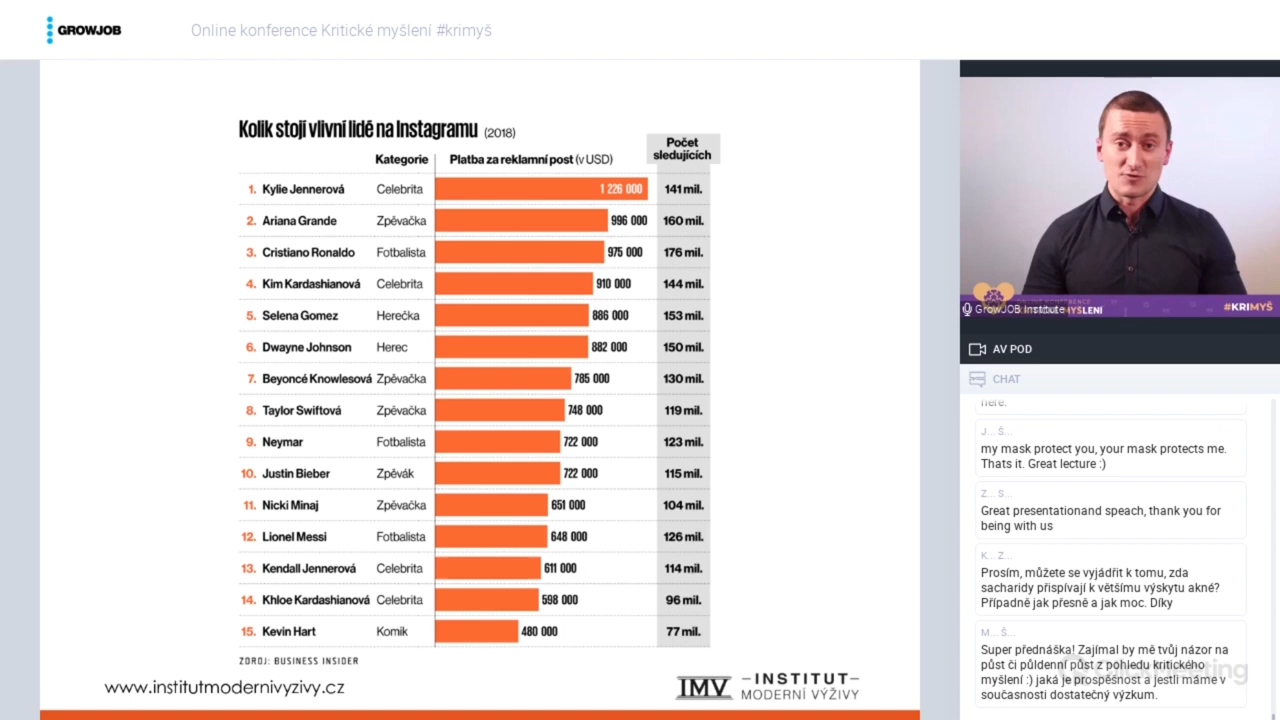 GROWJOB
Online konference Kritické myšlení #krimyš
Kolik stojí vlivní lidé na Instagramu (2018)
Kategorie Platba za reklamní post (v USD) Počet
sledujících
1. Kylie Jennerová Celebrita 1 226 000 141 mil.
2. Ariana Grande Zpěvačka 996 000 160 mil.
3. Cristiano Ronaldo Fotbalista 975 000 176 mil.
4. Kim Kardashianová Celebrita 910 000 144 mil.
5. Selena Gomez Herečka 886 000 153 mil.
6. Dwayne Johnson Herec 882 000 150 mil.
7. Beyoncé Knowlesová Zpěvačka 785 000 130 mil.
8. Taylor Swiftová Zpěvačka 748 000 119 mil.
9. Neymar Fotbalista 722 000 123 mil.
10. Justin Bieber Zpěvák 722 000 115 mil.
11. Nicki Minaj Zpěvačka 651 000 104 mil.
12. Lionel Messi Fotbalista 648 000 126 mil.
13. Kendall Jennerová Celebrita 611 000 114 mil.
14. Khloe Kardashianová Celebrita 598 000 96 mil.
15. Kevin Hart Komik 480 000 77 mil.
ZDROJ: BUSINESS INSIDER
www.institutmodernivyzivy.cz
IMV
INSTITUT
MODERNÍ VÝŽIVY
#KRIMYŠ
GrowJOB Institute
AV POD
CHAT
here.
J... Š...
my mask protect you, your mask protects me.
Thats it. Great lecture :)
Z... S...
Great presentationand speach, thank you for
being with us
K... Z...
Prosím, můžete se vyjádřit k tomu, zda
sacharidy přispívají k většímu výskytu akné?
Případně jak přesně a jak moc. Díky
M... Š...
Super přednáška! Zajímal by mě tvůj názor na
půst či půldenní půst z pohledu kritického
myšlení :) jaká je prospěšnost a jestli máme v
současnosti dostatečný výzkum.